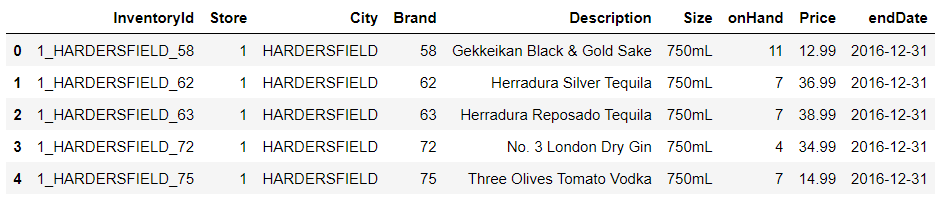 InventoryId Store City Brand Description Size onHand Price endDate
0 1_HARDERSFIELD_58 1 HARDERSFIELD 58 Gekkeikan Black & Gold Sake 750mL 11 12.99 2016-12-31
1 1_HARDERSFIELD_62 1 HARDERSFIELD 62 Herradura Silver Tequila 750mL 7 36.99 2016-12-31
2 1_HARDERSFIELD_63 1 HARDERSFIELD 63 Herradura Reposado Tequila 750mL 7 38.99 2016-12-31
3 1_HARDERSFIELD_72 1 HARDERSFIELD 72 No. 3 London Dry Gin 750mL 4 34.99 2016-12-31
4 1_HARDERSFIELD_75 1 HARDERSFIELD 75 Three Olives Tomato Vodka 750mL 7 14.99 2016-12-31